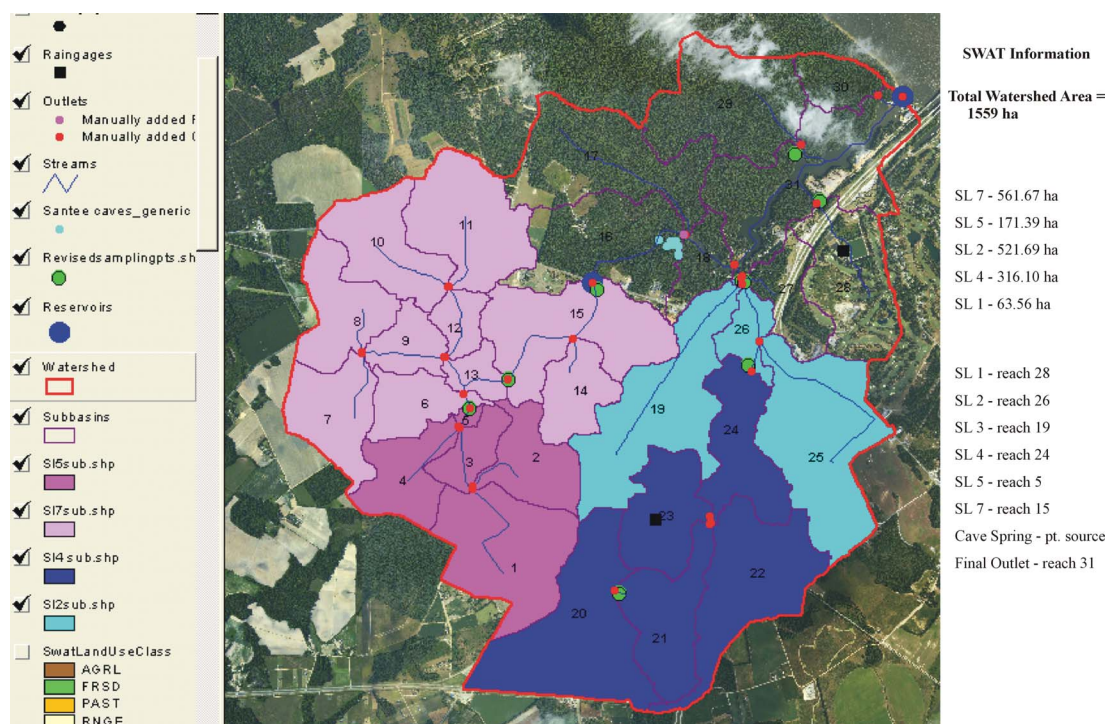 Raingages
Outlets
Manually added
Manually added
Streams
Santee caves_generic
Revisedsamplingpts.sh
Reservoirs
Watershed
Subbasins
Sl5sub.shp
Sl7sub.shp
Sl4sub.shp
Sl2sub.shp
SwatLandUseClass
AGRL
FRSD
PAST
RNGE
30
29
17
31
11
10
16
18
28
27
15
8
12
26
9
13
14
6
7
19
5
24
2
25
3
4
23
1
22
20
21
SWAT Information
Total Watershed Area =
1559 ha
SL 7 - 561.67 ha
SL 5 - 171.39 ha
SL 2 - 521.69 ha
SL 4 - 316.10 ha
SL 1 - 63.56 ha
SL 1 - reach 28
SL 2 - reach 26
SL 3 - reach 19
SL 4 - reach 24
SL 5 - reach 5
SL 7 - reach 15
Cave Spring - pt. source
Final Outlet - reach 31